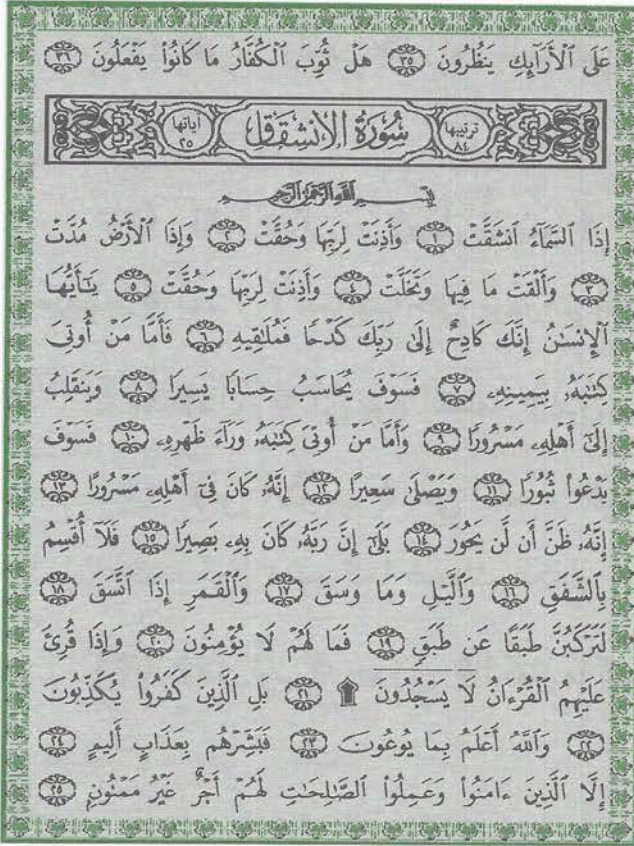 عَلَى ٱلْأَرَآئِكِ يَنظُرُونَ ٣٥ هَلْ ثُوِّبَ ٱلْكُفَّارُ مَا كَانُوا۟ يَفْعَلُونَ ٣٦
ترتيبها ٨٤ سُورَةُ الإنشقاق آياتها ٢٥
بِسْمِ ٱللَّهِ ٱلرَّحْمَٰنِ ٱلرَّحِيمِ
إِذَا ٱلسَّمَآءُ ٱنشَقَّتْ ١ وَأَذِنَتْ لِرَبِّهَا وَحُقَّتْ ٢ وَإِذَا ٱلْأَرْضُ مُدَّتْ
٣ وَأَلْقَتْ مَا فِيهَا وَتَخَلَّتْ ٤ وَأَذِنَتْ لِرَبِّهَا وَحُقَّتْ ٥ يَٰٓأَيُّهَا
ٱلْإِنسَٰنُ إِنَّكَ كَادِحٌ إِلَىٰ رَبِّكَ كَدْحًا فَمُلَٰقِيهِ ٦ فَأَمَّا مَنْ أُوتِىَ
كِتَٰبَهُۥ بِيَمِينِهِۦ ٧ فَسَوْفَ يُحَاسَبُ حِسَابًا يَسِيرًا ٨ وَيَنقَلِبُ
إِلَىٰٓ أَهْلِهِۦ مَسْرُورًا ٩ وَأَمَّا مَنْ أُوتِىَ كِتَٰبَهُۥ وَرَآءَ ظَهْرِهِۦ ١٠ فَسَوْفَ
يَدْعُوا۟ ثُبُورًا ١١ وَيَصْلَىٰ سَعِيرًا ١٢ إِنَّهُۥ كَانَ فِىٓ أَهْلِهِۦ مَسْرُورًا ١٣
إِنَّهُۥ ظَنَّ أَن لَّن يَحُورَ ١٤ بَلَىٰٓ إِنَّ رَبَّهُۥ كَانَ بِهِۦ بَصِيرًا ١٥ فَلَآ أُقْسِمُ
بِٱلشَّفَقِ ١٦ وَٱلَّيْلِ وَمَا وَسَقَ ١٧ وَٱلْقَمَرِ إِذَا ٱتَّسَقَ ١٨
لَتَرْكَبُنَّ طَبَقًا عَن طَبَقٍ ١٩ فَمَا لَهُمْ لَا يُؤْمِنُونَ ٢٠ وَإِذَا قُرِئَ
عَلَيْهِمُ ٱلْقُرْءَانُ لَا يَسْجُدُونَ ۩ ٢١ بَلِ ٱلَّذِينَ كَفَرُوا۟ يُكَذِّبُونَ
٢٢ وَٱللَّهُ أَعْلَمُ بِمَا يُوعُونَ ٢٣ فَبَشِّرْهُم بِعَذَابٍ أَلِيمٍ ٢٤
إِلَّا ٱلَّذِينَ ءَامَنُوا۟ وَعَمِلُوا۟ ٱلصَّٰلِحَٰتِ لَهُمْ أَجْرٌ غَيْرُ مَمْنُونٍۭ ٢٥